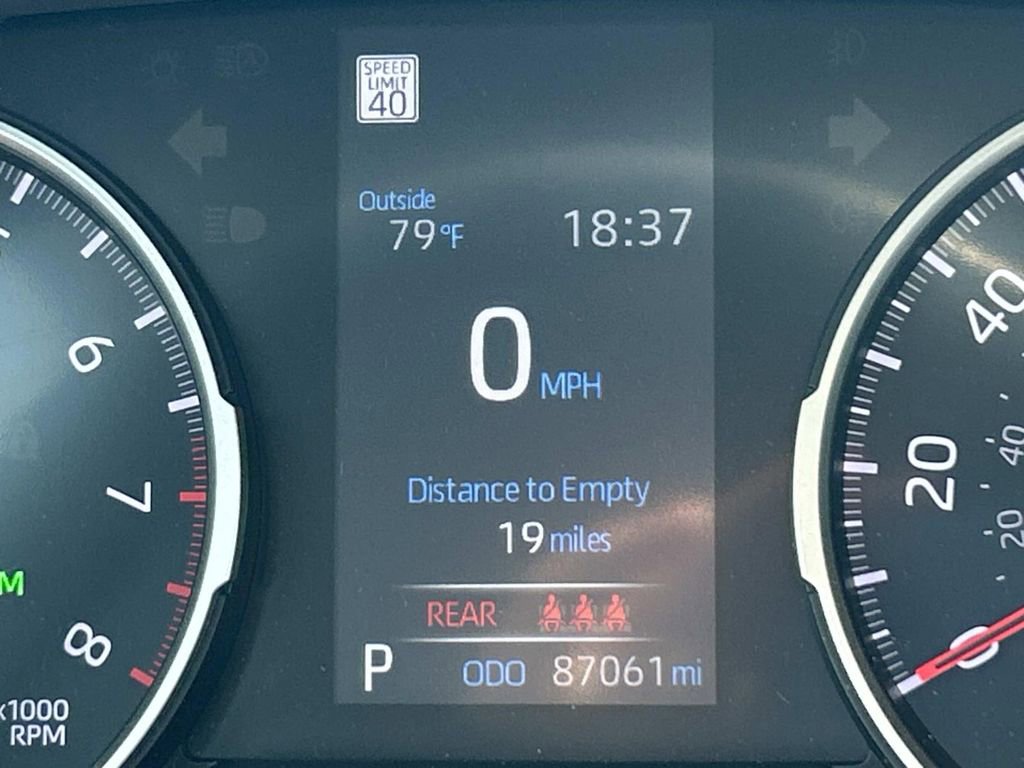 SPEED
LIMIT
40
Outside
79°F
18:37
0 MPH
Distance to Empty
19 miles
REAR
P
ODO 87061 mi
6
7
8
x1000
RPM
M
40
20
0
40
20